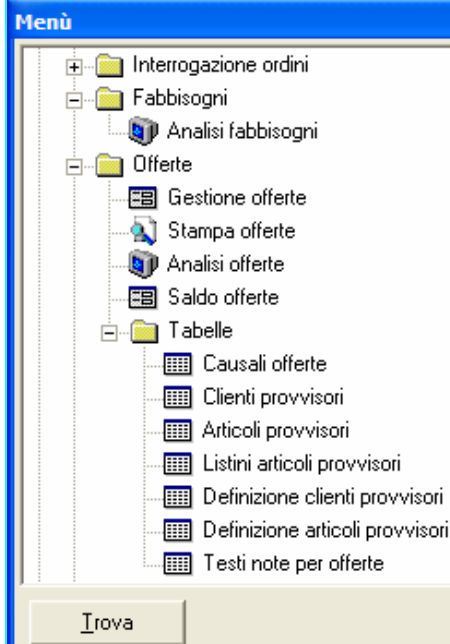 Menù
Interrogazione ordini
Fabbisogni
Analisi fabbisogni
Offerte
Gestione offerte
Stampa offerte
Analisi offerte
Saldo offerte
Tabelle
Causali offerte
Clienti provvisori
Articoli provvisori
Listini articoli provvisori
Definizione clienti provvisori
Definizione articoli provvisori
Testi note per offerte
Trova